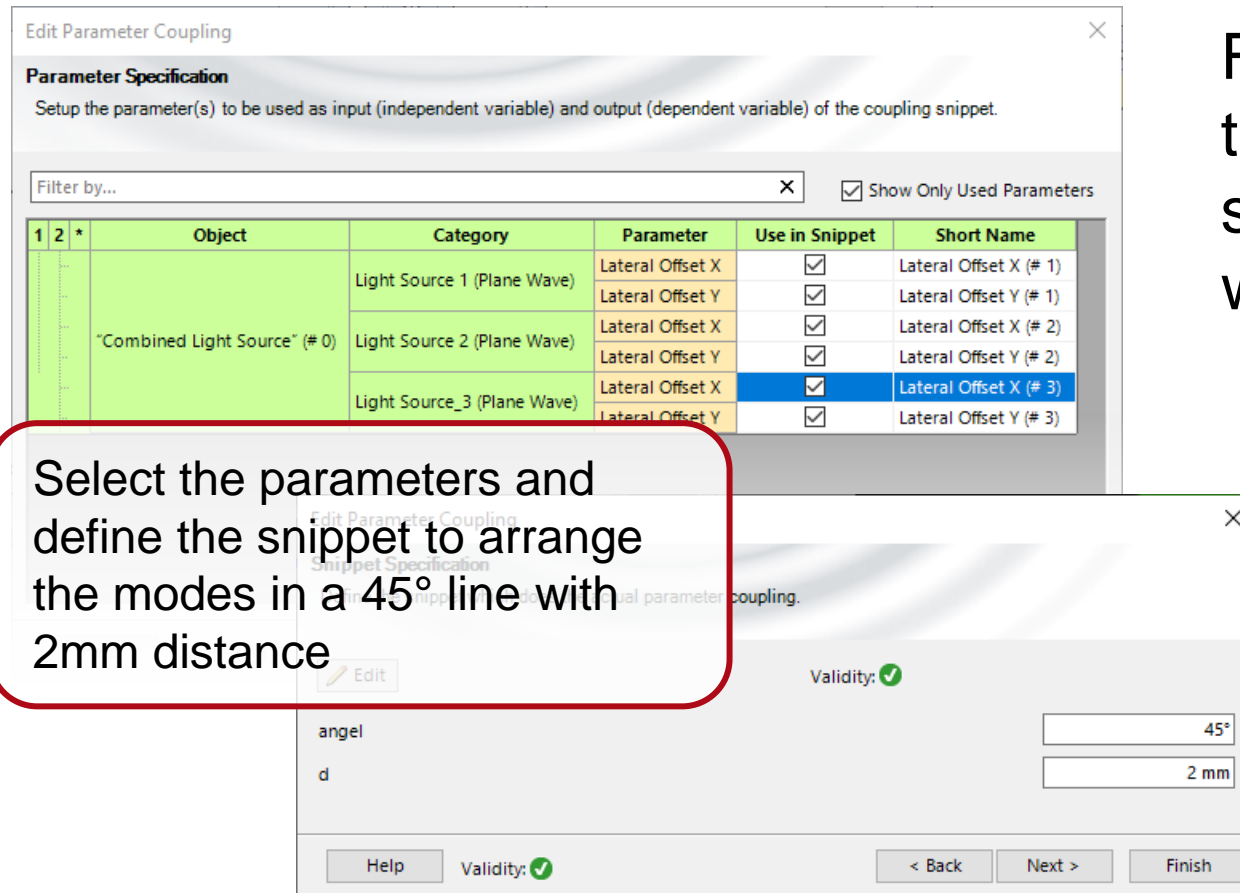 Edit Parameter Coupling
Parameter Specification
Setup the parameter(s) to be used as input (independent variable) and output (dependent variable) of the coupling snippet.
Filter by...
Show Only Used Parameters
1 2 * Object Category Parameter Use in Snippet Short Name
"Combined Light Source" (# 0)
Light Source 1 (Plane Wave)
Lateral Offset X Lateral Offset X (# 1)
Lateral Offset Y Lateral Offset Y (# 1)
Light Source 2 (Plane Wave)
Lateral Offset X Lateral Offset X (# 2)
Lateral Offset Y Lateral Offset Y (# 2)
Light Source_3 (Plane Wave)
Lateral Offset X Lateral Offset X (# 3)
Lateral Offset Y Lateral Offset Y (# 3)
Select the parameters and
define the snippet to arrange
the modes in a 45° line with
2mm distance
Edit Parameter Coupling
Snippet Specification
actual parameter coupling.
Edit
Validity:
angel 45°
d 2 mm
Help
Validity:
< Back
Next >
Finish